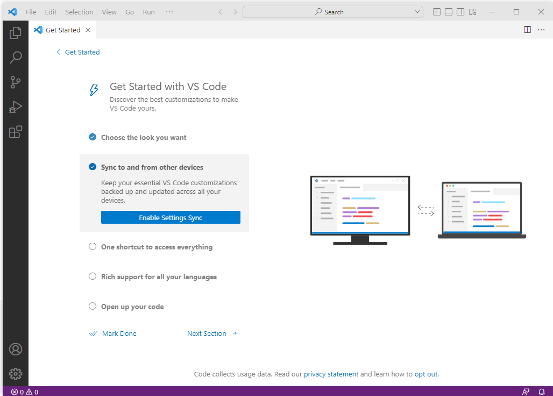 File Edit Selection View Go Run ··· Search
Get Started
Get Started
Get Started with VS Code
Discover the best customizations to make
VS Code yours.
Choose the look you want
Sync to and from other devices
Keep your essential VS Code customizations
backed up and updated across all your
devices.
Enable Settings Sync
One shortcut to access everything
Rich support for all your languages
Open up your code
Mark Done Next Section
Code collects usage data. Read our privacy statement and learn how to opt out.
0 0